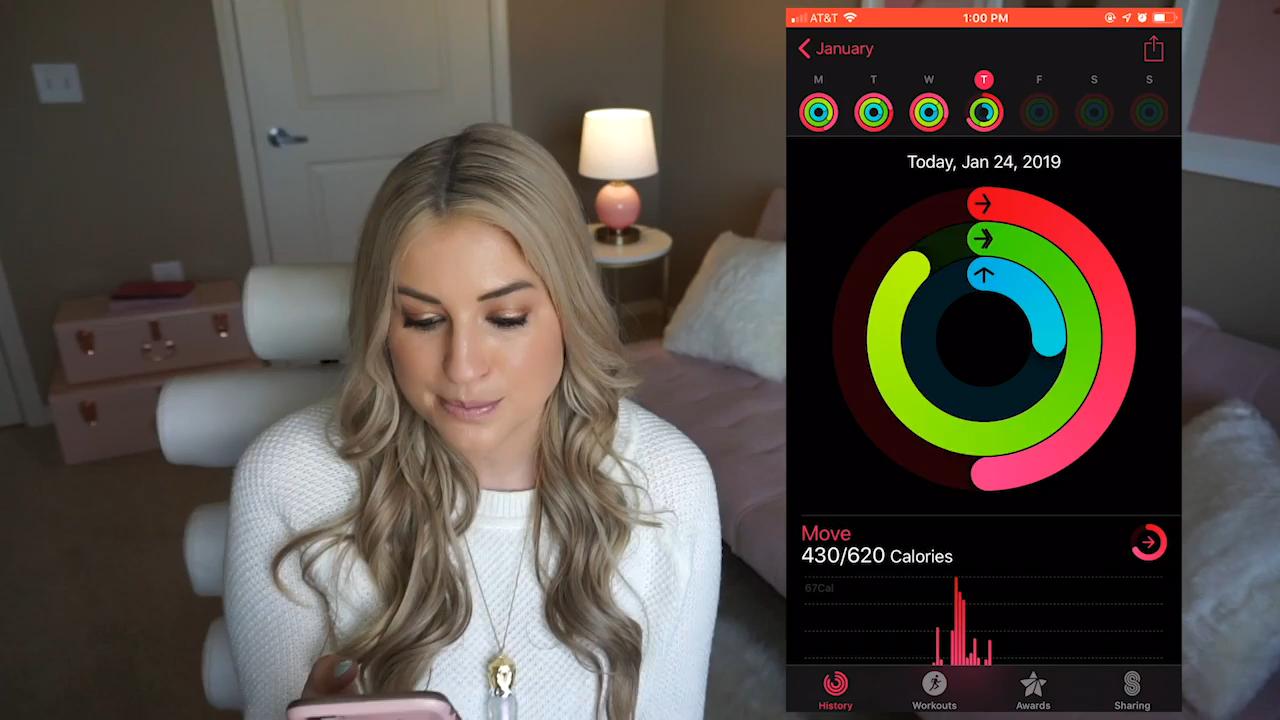 AT&T 1:00 PM
January
M T W T F S S
Today, Jan 24, 2019
Move
430/620 Calories
67Cal
History Workouts Awards Sharing